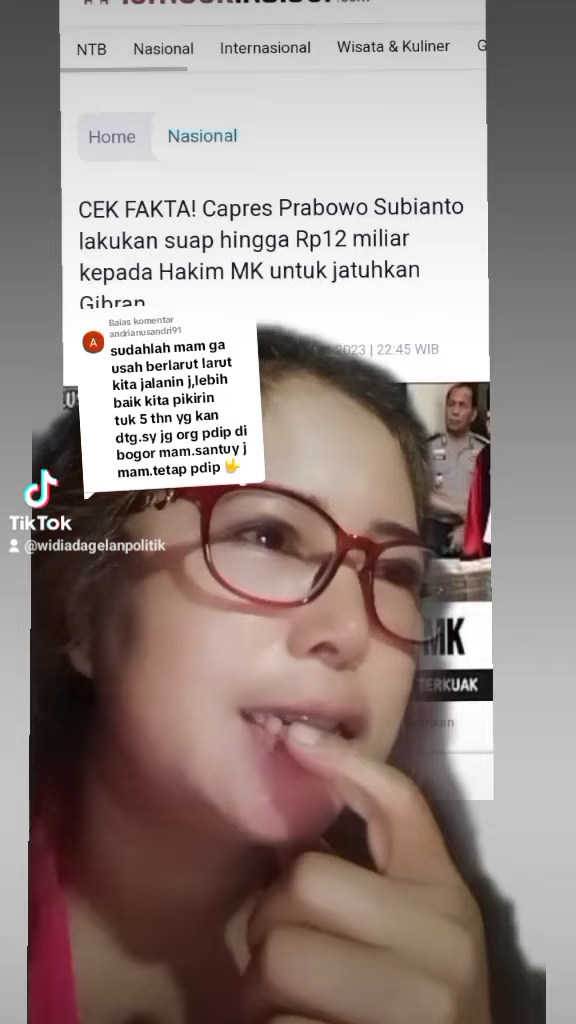 NTB Nasional Internasional Wisata & Kuliner G
Home Nasional
CEK FAKTA! Capres Prabowo Subianto
lakukan suap hingga Rp12 miliar
kepada Hakim MK untuk jatuhkan
Gibran
2023 | 22:45 WIB
Balas komentar
andrianusandri91
A
sudahlah mam ga
usah berlarut larut
kita jalanin j,lebih
baik kita pikirin
tuk 5 thn yg kan
dtg.sy jg org pdip di
bogor mam.santuy j
mam.tetap pdip 🤟
TikTok
@widiadagelanpolitik
MK
TERKUAK